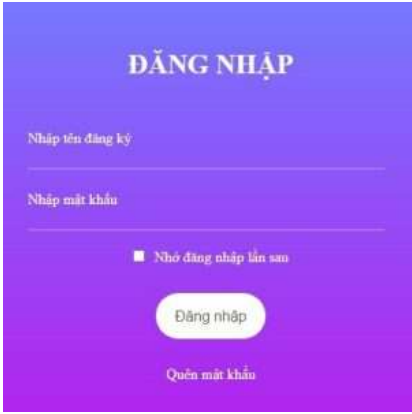 ĐĂNG NHẬP
Nhập tên đăng ký
Nhập mật khẩu
Nhớ đăng nhập lần sau
Đăng nhập
Quên mật khẩu